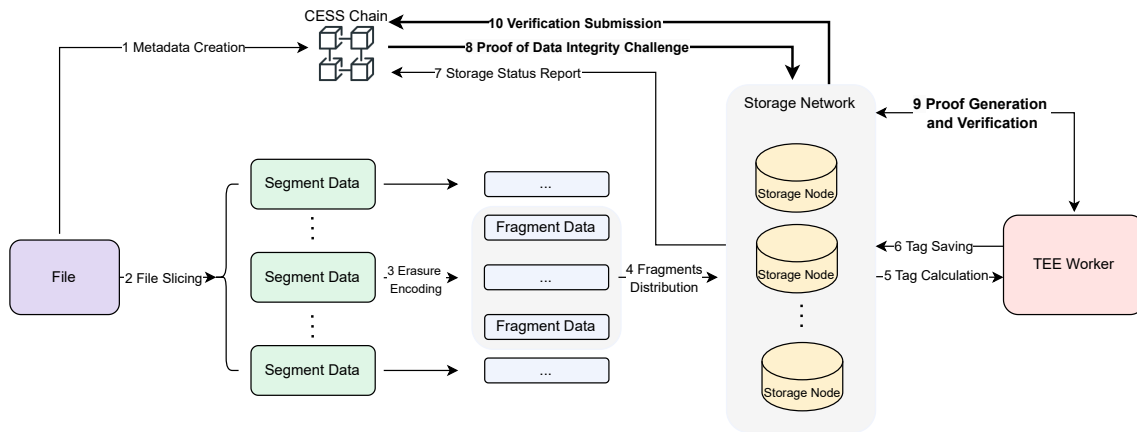 CESS Chain
10 Verification Submission
1 Metadata Creation
8 Proof of Data Integrity Challenge
7 Storage Status Report
Storage Network
9 Proof Generation
and Verification
Segment Data
...
Storage Node
Fragment Data
File
2 File Slicing
Segment Data
3 Erasure
Encoding
...
4 Fragments
Distribution
Storage Node
6 Tag Saving
5 Tag Calculation
TEE Worker
Fragment Data
Segment Data
...
Storage Node